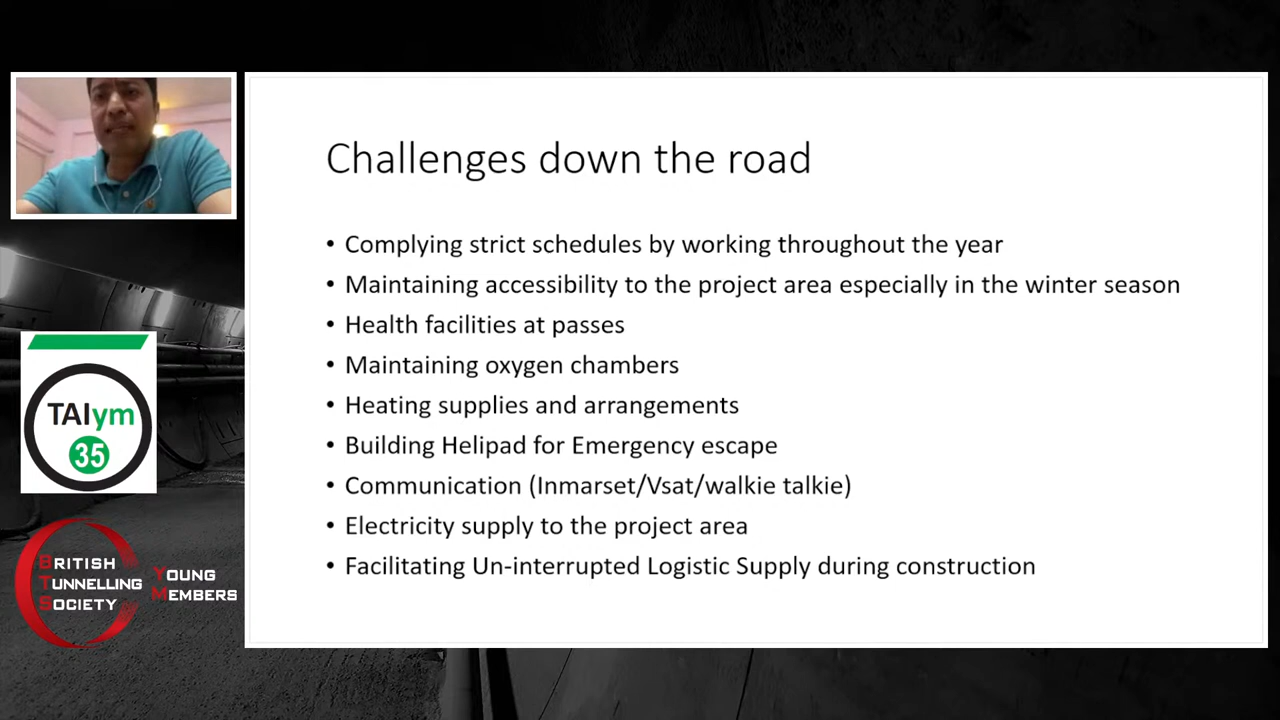 Challenges down the road
• Complying strict schedules by working throughout the year
• Maintaining accessibility to the project area especially in the winter season
• Health facilities at passes
• Maintaining oxygen chambers
• Heating supplies and arrangements
• Building Helipad for Emergency escape
• Communication (Inmarset/Vsat/walkie talkie)
• Electricity supply to the project area
• Facilitating Un-interrupted Logistic Supply during construction
TAIym
35
BRITISH
TUNNELLING
SOCIETY
YOUNG
MEMBERS